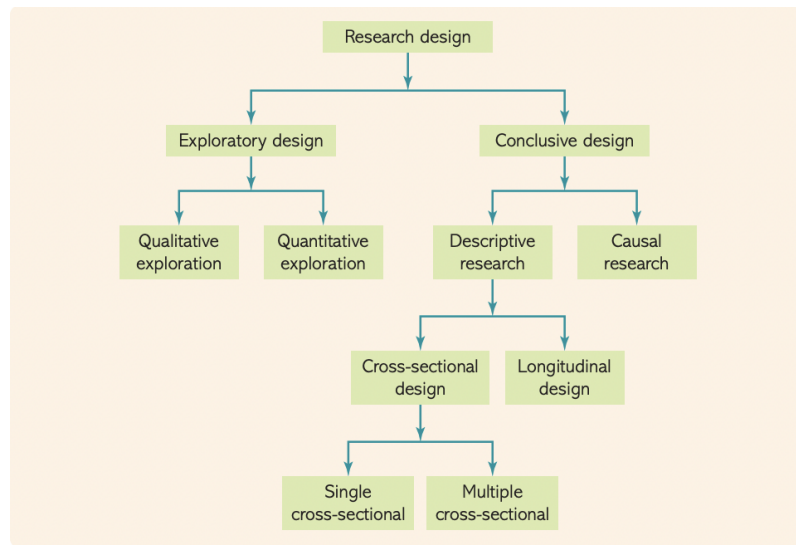 Research design
Exploratory design
Conclusive design
Qualitative
exploration
Quantitative
exploration
Descriptive
research
Causal
research
Cross-sectional
design
Longitudinal
design
Single
cross-sectional
Multiple
cross-sectional